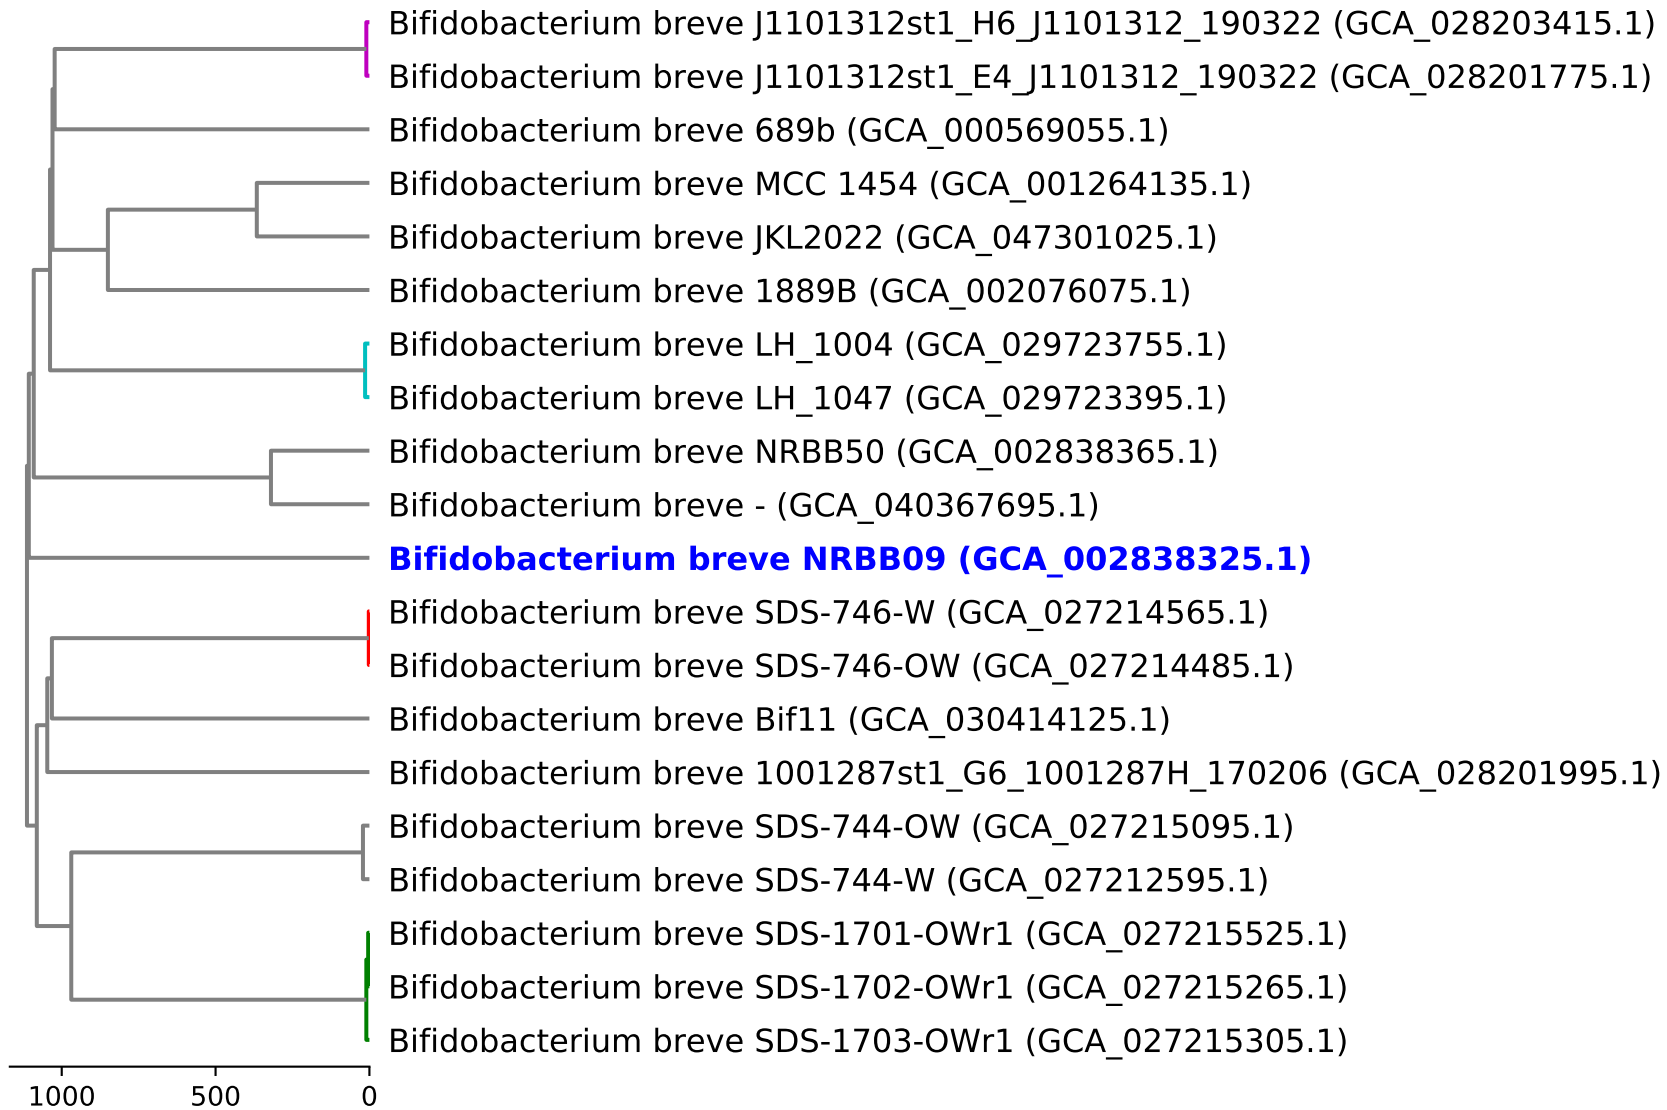 Bifidobacterium breve J1101312st1_H6_J1101312_190322 (GCA_028203415.1)
Bifidobacterium breve J1101312st1_E4_J1101312_190322 (GCA_028201775.1)
Bifidobacterium breve 689b (GCA_000569055.1)
Bifidobacterium breve MCC 1454 (GCA_001264135.1)
Bifidobacterium breve JKL2022 (GCA_047301025.1)
Bifidobacterium breve 1889B (GCA_002076075.1)
Bifidobacterium breve LH_1004 (GCA_029723755.1)
Bifidobacterium breve LH_1047 (GCA_029723395.1)
Bifidobacterium breve NRBB50 (GCA_002838365.1)
Bifidobacterium breve - (GCA_040367695.1)
Bifidobacterium breve NRBB09 (GCA_002838325.1)
Bifidobacterium breve SDS-746-W (GCA_027214565.1)
Bifidobacterium breve SDS-746-OW (GCA_027214485.1)
Bifidobacterium breve Bif11 (GCA_030414125.1)
Bifidobacterium breve 1001287st1_G6_1001287H_170206 (GCA_028201995.1)
Bifidobacterium breve SDS-744-OW (GCA_027215095.1)
Bifidobacterium breve SDS-744-W (GCA_027212595.1)
Bifidobacterium breve SDS-1701-OWr1 (GCA_027215525.1)
Bifidobacterium breve SDS-1702-OWr1 (GCA_027215265.1)
Bifidobacterium breve SDS-1703-OWr1 (GCA_027215305.1)
1000 500 0